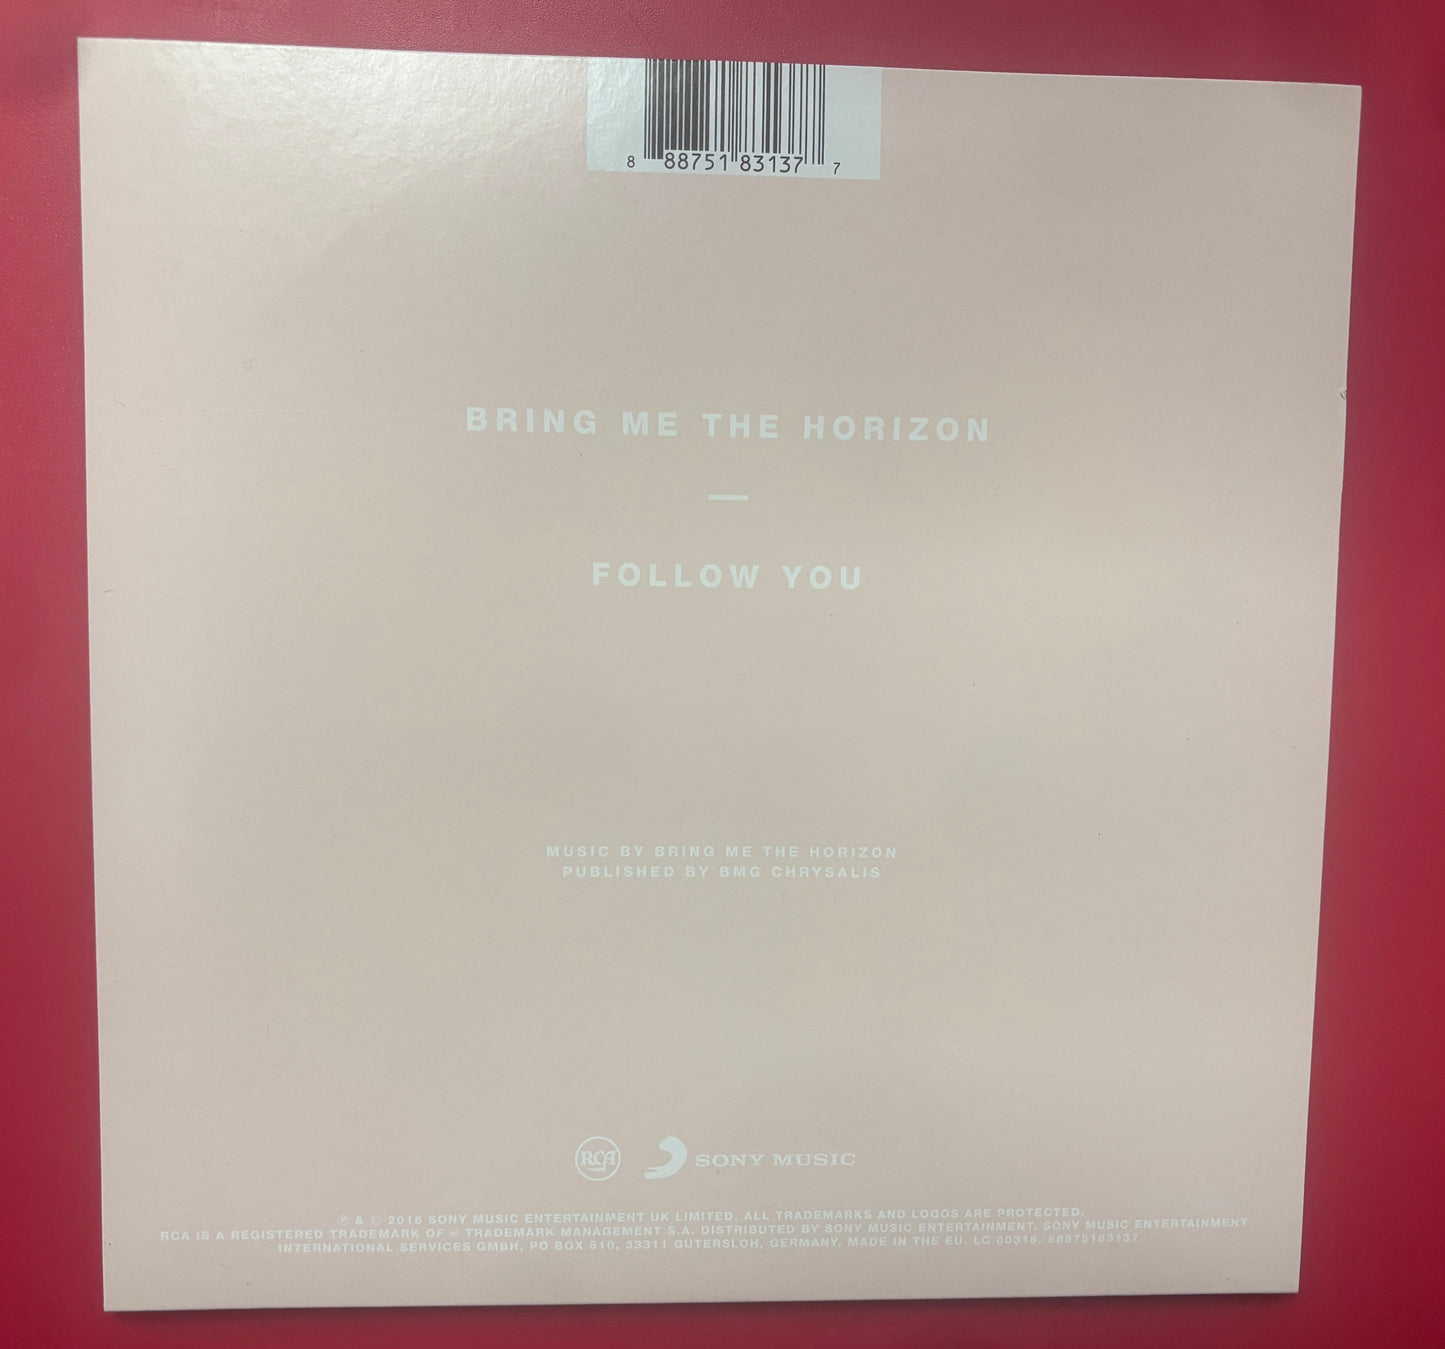 8 88751 83137 7
BRING ME THE HORIZON
—
FOLLOW YOU
MUSIC BY BRING ME THE HORIZON
PUBLISHED BY BMG CHRYSALIS
RCA SONY MUSIC
℗ & © 2016 SONY MUSIC ENTERTAINMENT UK LIMITED. ALL TRADEMARKS AND LOGOS ARE PROTECTED.
RCA IS A REGISTERED TRADEMARK OF TRADEMARK MANAGEMENT S.A. DISTRIBUTED BY SONY MUSIC ENTERTAINMENT. SONY MUSIC ENTERTAINMENT
INTERNATIONAL SERVICES GMBH, PO BOX 510, 33311 GÜTERSLOH, GERMANY. MADE IN THE EU. LC 00316. 88875183137